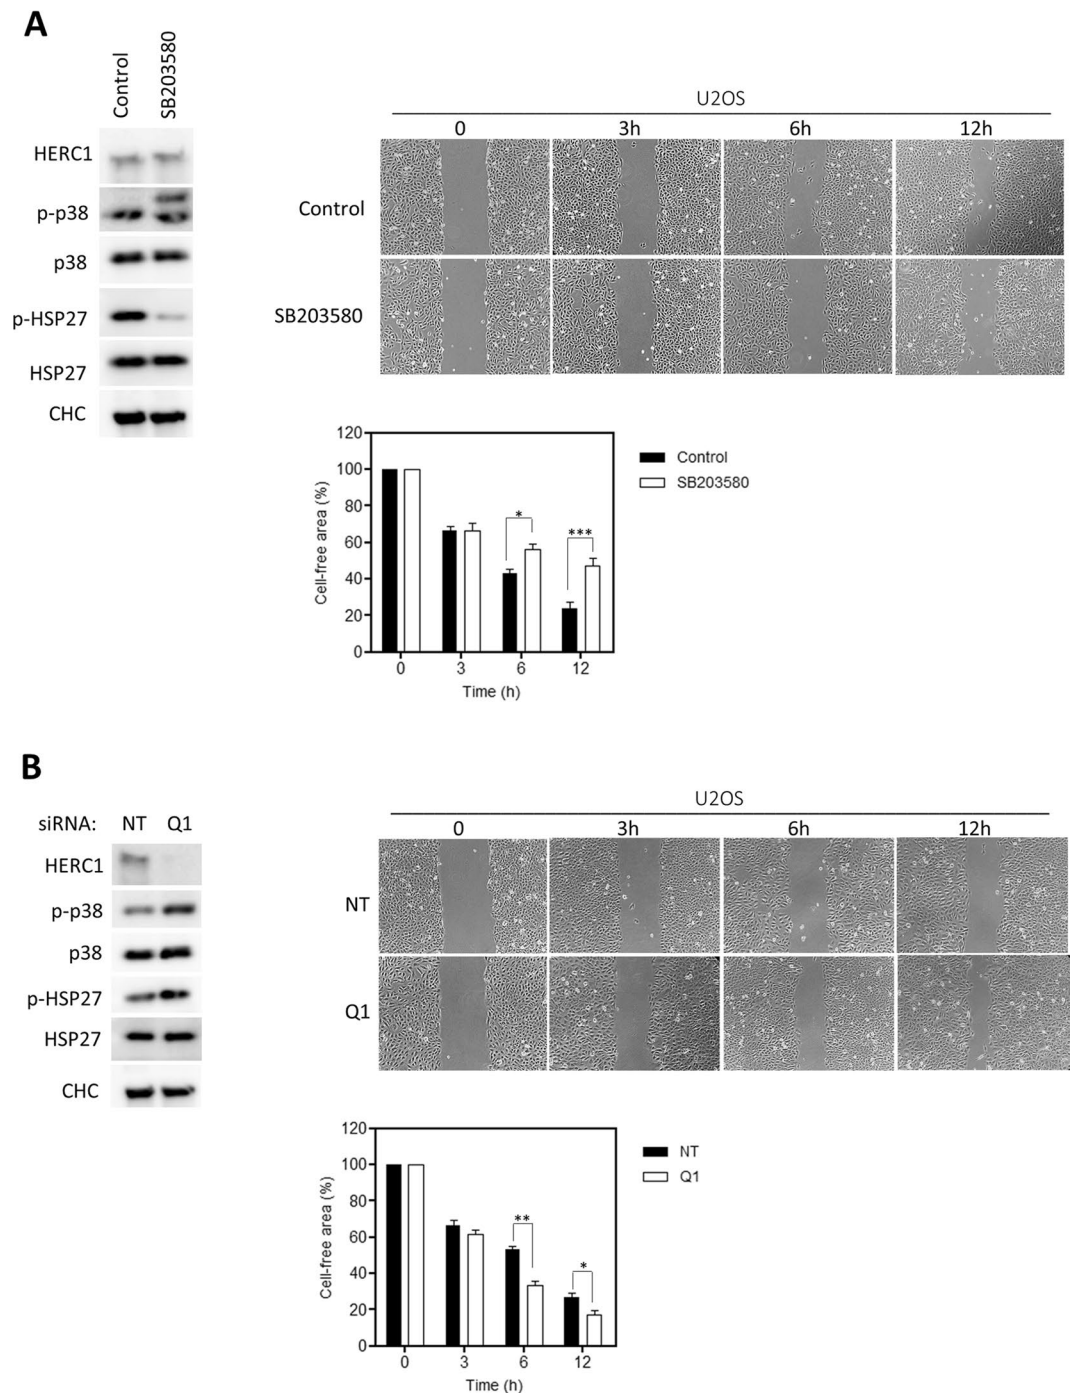 A
Control
SB203580
HERC1
p-p38
p38
p-HSP27
HSP27
CHC
U2OS
0 3h 6h 12h
Control
SB203580
120
100
80
60
40
20
0
Cell-free area (%)
* ***
0 3 6 12
Time (h)
Control
SB203580
B
siRNA: NT Q1
HERC1
p-p38
p38
p-HSP27
HSP27
CHC
U2OS
0 3h 6h 12h
NT
Q1
120
100
80
60
40
20
0
Cell-free area (%)
** *
0 3 6 12
Time (h)
NT
Q1